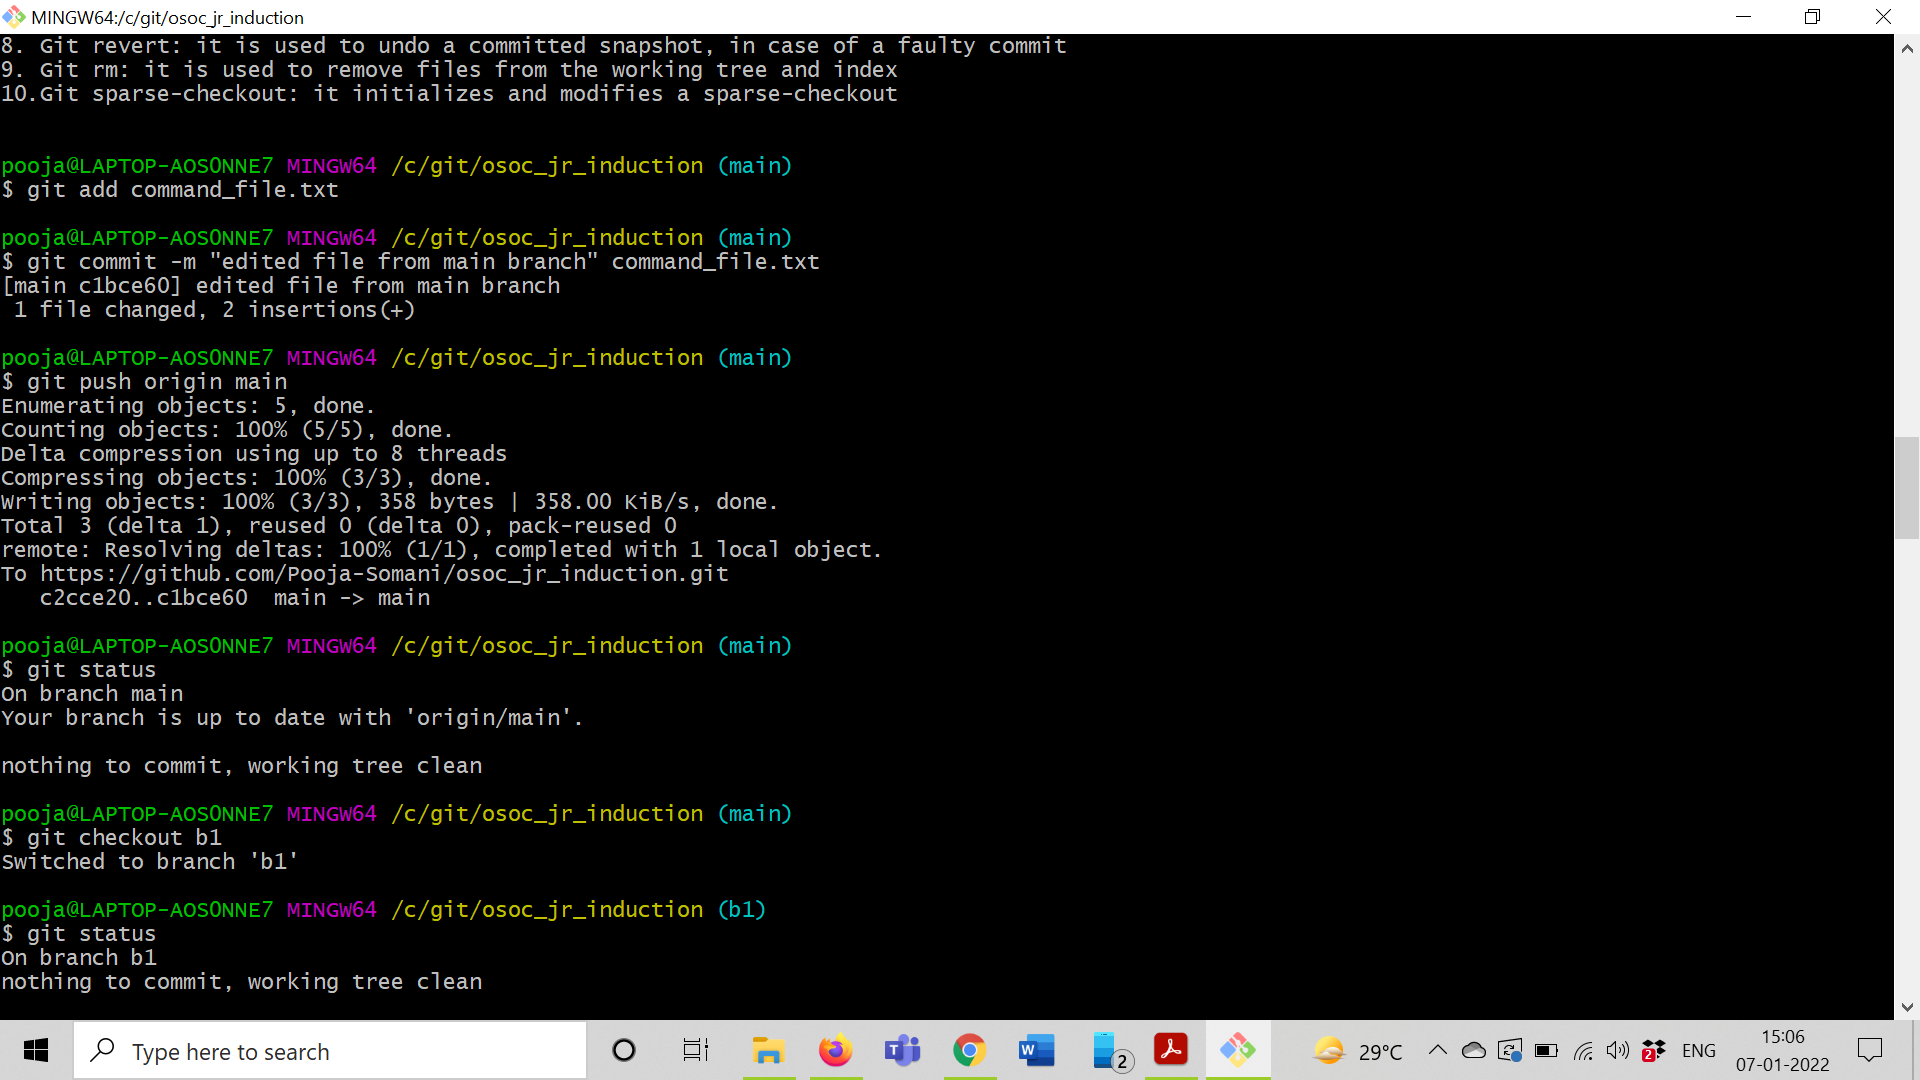 MINGW64:/c/git/osoc_jr_induction
8. Git revert: it is used to undo a committed snapshot, in case of a faulty commit
9. Git rm: it is used to remove files from the working tree and index
10.Git sparse-checkout: it initializes and modifies a sparse-checkout
pooja@LAPTOP-AOS0NNE7 MINGW64 /c/git/osoc_jr_induction (main)
$ git add command_file.txt
pooja@LAPTOP-AOS0NNE7 MINGW64 /c/git/osoc_jr_induction (main)
$ git commit -m "edited file from main branch" command_file.txt
[main c1bce60] edited file from main branch
1 file changed, 2 insertions(+)
pooja@LAPTOP-AOS0NNE7 MINGW64 /c/git/osoc_jr_induction (main)
$ git push origin main
Enumerating objects: 5, done.
Counting objects: 100% (5/5), done.
Delta compression using up to 8 threads
Compressing objects: 100% (3/3), done.
Writing objects: 100% (3/3), 358 bytes | 358.00 KiB/s, done.
Total 3 (delta 1), reused 0 (delta 0), pack-reused 0
remote: Resolving deltas: 100% (1/1), completed with 1 local object.
To https://github.com/Pooja-Somani/osoc_jr_induction.git
c2cce20..c1bce60  main -> main
pooja@LAPTOP-AOS0NNE7 MINGW64 /c/git/osoc_jr_induction (main)
$ git status
On branch main
Your branch is up to date with 'origin/main'.
nothing to commit, working tree clean
pooja@LAPTOP-AOS0NNE7 MINGW64 /c/git/osoc_jr_induction (main)
$ git checkout b1
Switched to branch 'b1'
pooja@LAPTOP-AOS0NNE7 MINGW64 /c/git/osoc_jr_induction (b1)
$ git status
On branch b1
nothing to commit, working tree clean
Type here to search
2
29°C
2
ENG
15:06
07-01-2022